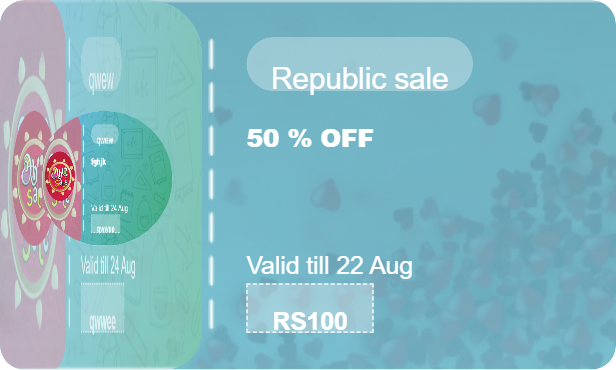 qwew
Valid till 24 Aug
qwwee
qwew
fghjk
Valid till 24 Aug
qwwee
Republic sale
50 % OFF
Valid till 22 Aug
RS100